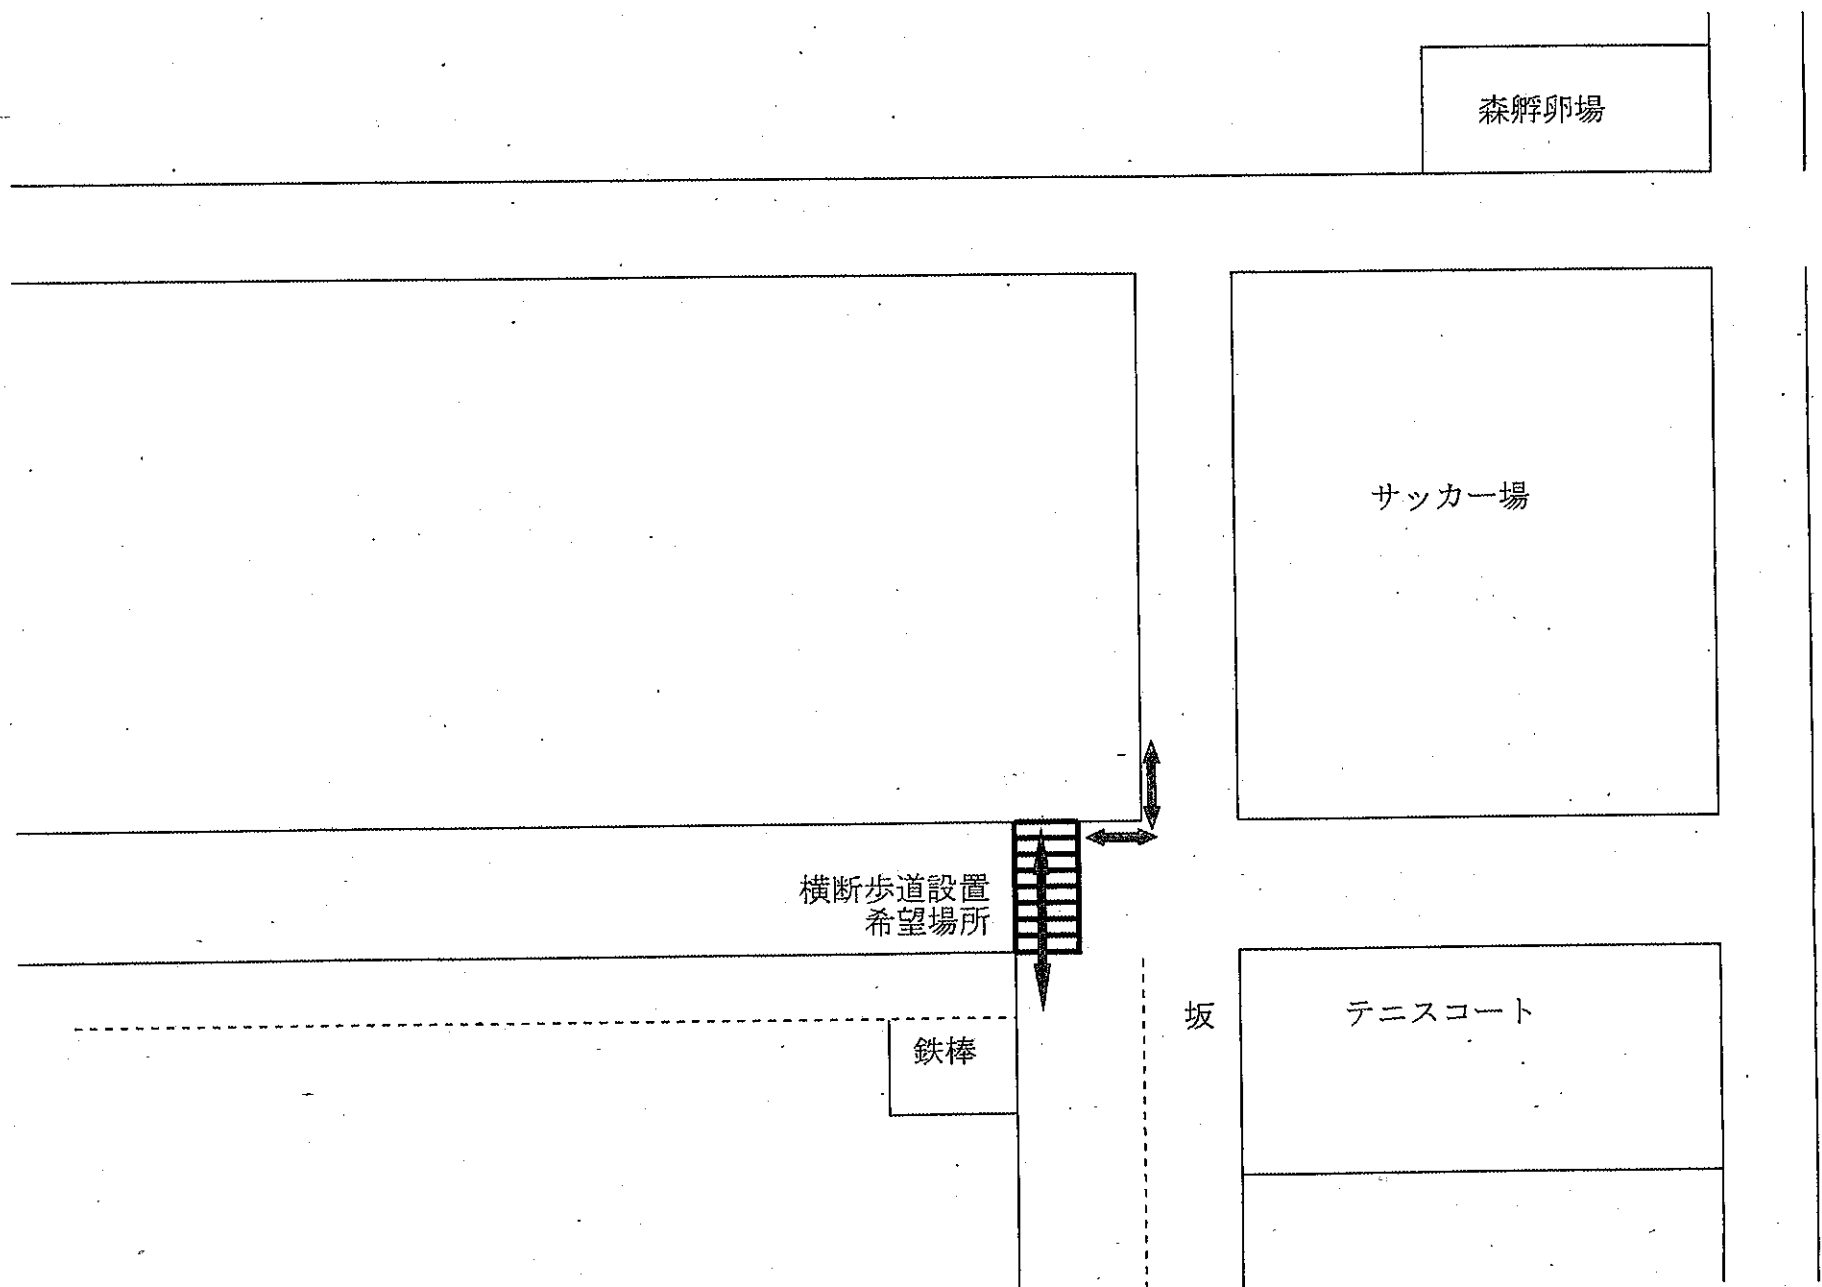 森孵卵場
サッカー場
横断歩道設置
希望場所
坂
テニスコート
鉄棒